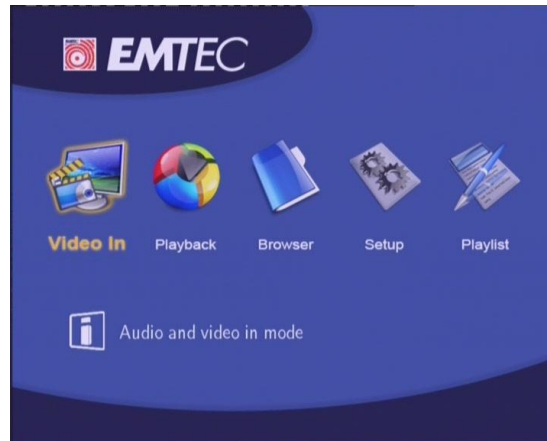 EMTEC
Video In
Playback
Browser
Setup
Playlist
Audio and video in mode